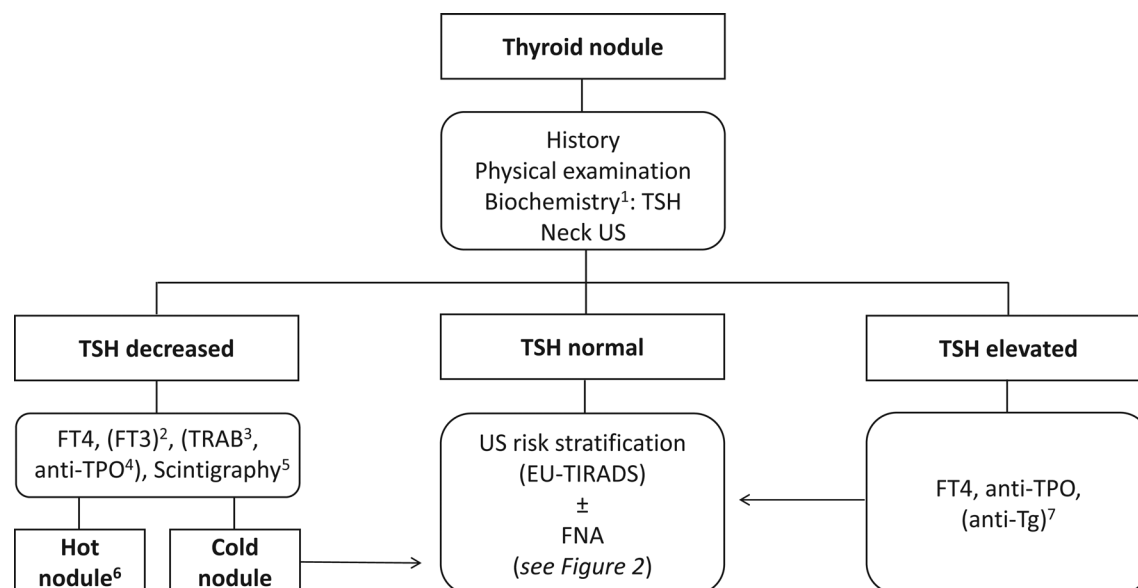 Thyroid nodule
History
Physical examination
Biochemistry¹: TSH
Neck US
TSH decreased
TSH normal
TSH elevated
FT4, (FT3)², (TRAB³,
anti-TPO⁴), Scintigraphy⁵
US risk stratification
(EU-TIRADS)
±
FNA
(see Figure 2)
FT4, anti-TPO,
(anti-Tg)⁷
Hot
nodule⁶
Cold
nodule